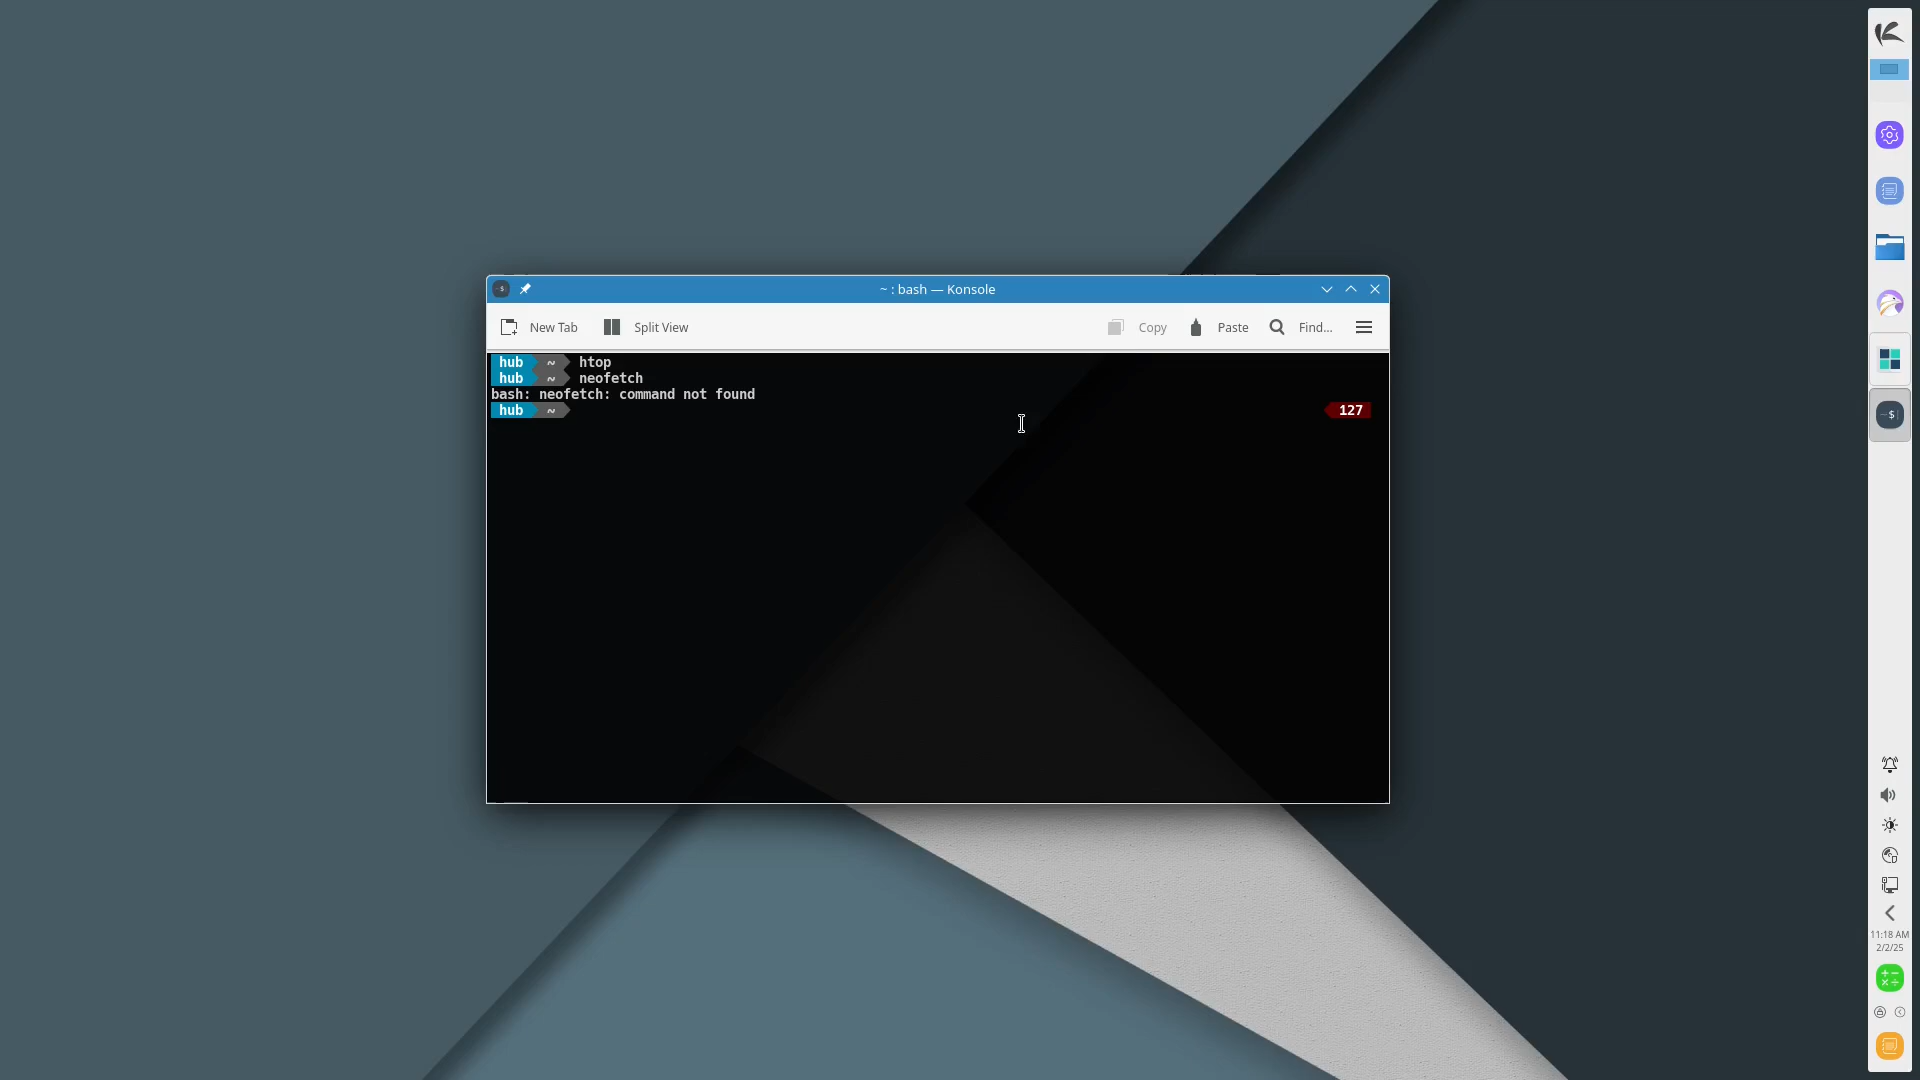 ~ : bash — Konsole
New Tab Split View Copy Paste Find...
hub ~ htop
hub ~ neofetch
bash: neofetch: command not found
hub ~ 127
11:18 AM
2/2/25